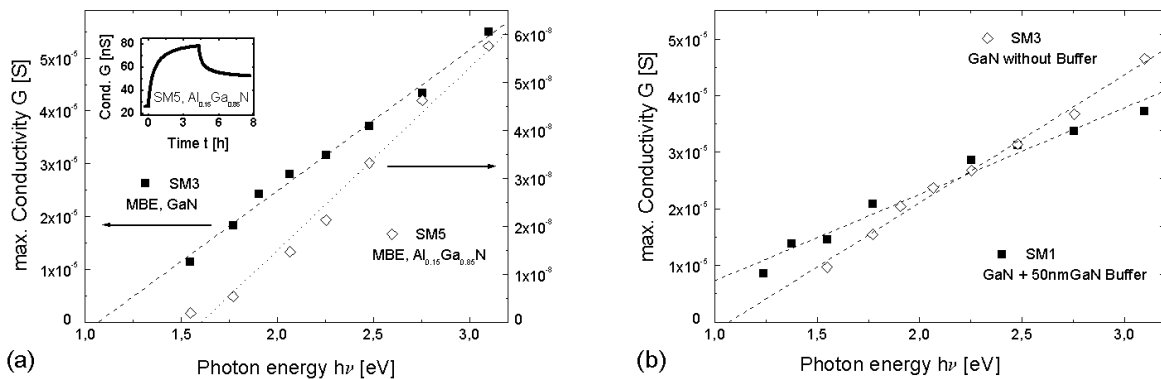 max. Conductivity G [S]
5x10⁻⁵
4x10⁻⁵
3x10⁻⁵
2x10⁻⁵
1x10⁻⁵
0
Cond. G [nS]
80
60
40
20
SM5, Al₀.₁₅Ga₀.₈₅N
0 4 8
Time t [h]
SM3
MBE, GaN
SM5
MBE, Al₀.₁₅Ga₀.₈₅N
6x10⁻⁸
5x10⁻⁸
4x10⁻⁸
3x10⁻⁸
2x10⁻⁸
1x10⁻⁸
0
1,0 1,5 2,0 2,5 3,0
Photon energy hν [eV]
(a)
max. Conductivity G [S]
5x10⁻⁵
4x10⁻⁵
3x10⁻⁵
2x10⁻⁵
1x10⁻⁵
0
SM3
GaN without Buffer
SM1
GaN + 50nmGaN Buffer
1,0 1,5 2,0 2,5 3,0
Photon energy hν [eV]
(b)